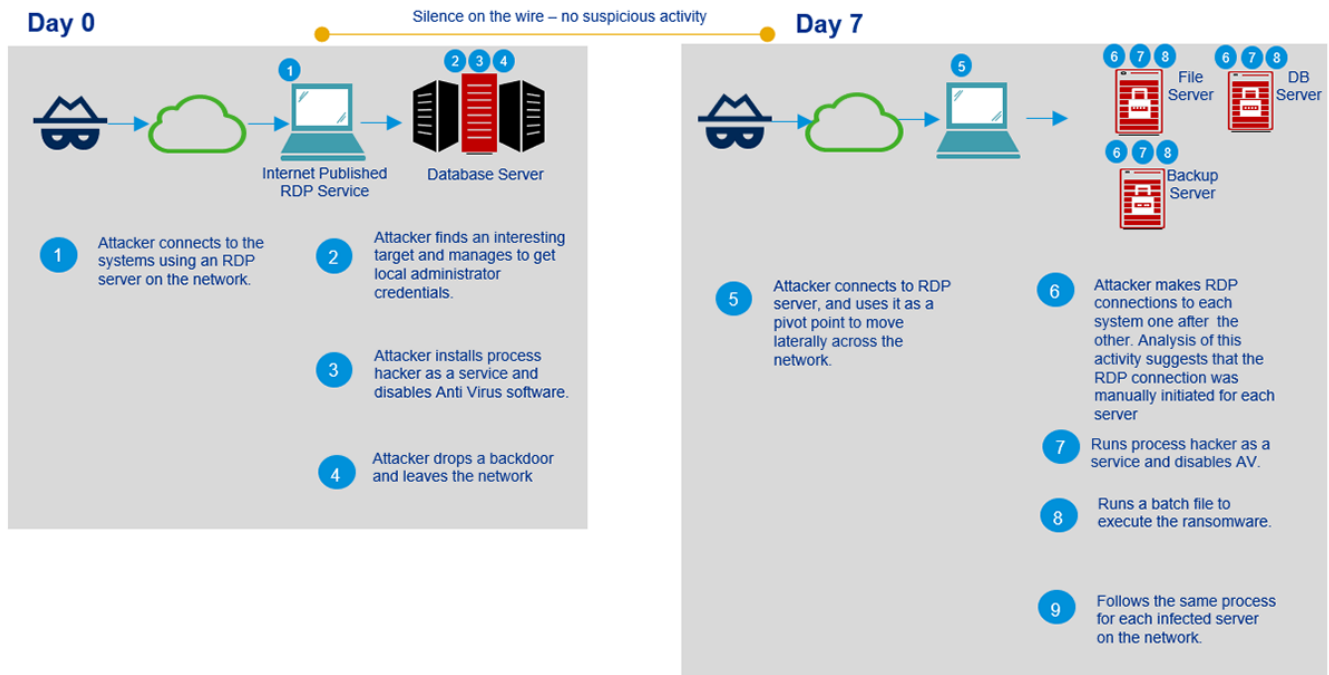 Day 0
Silence on the wire – no suspicious activity
Day 7
1
2 3 4
Internet Published
RDP Service
Database Server
5
6 7 8
File
Server
6 7 8
DB
Server
6 7 8
Backup
Server
1
Attacker connects to the
systems using an RDP
server on the network.
2
Attacker finds an interesting
target and manages to get
local administrator
credentials.
3
Attacker installs process
hacker as a service and
disables Anti Virus software.
4
Attacker drops a backdoor
and leaves the network
5
Attacker connects to RDP
server, and uses it as a
pivot point to move
laterally across the
network.
6
Attacker makes RDP
connections to each
system one after the
other. Analysis of this
activity suggests that the
RDP connection was
manually initiated for each
server
7
Runs process hacker as a
service and disables AV.
8
Runs a batch file to
execute the ransomware.
9
Follows the same process
for each infected server
on the network.